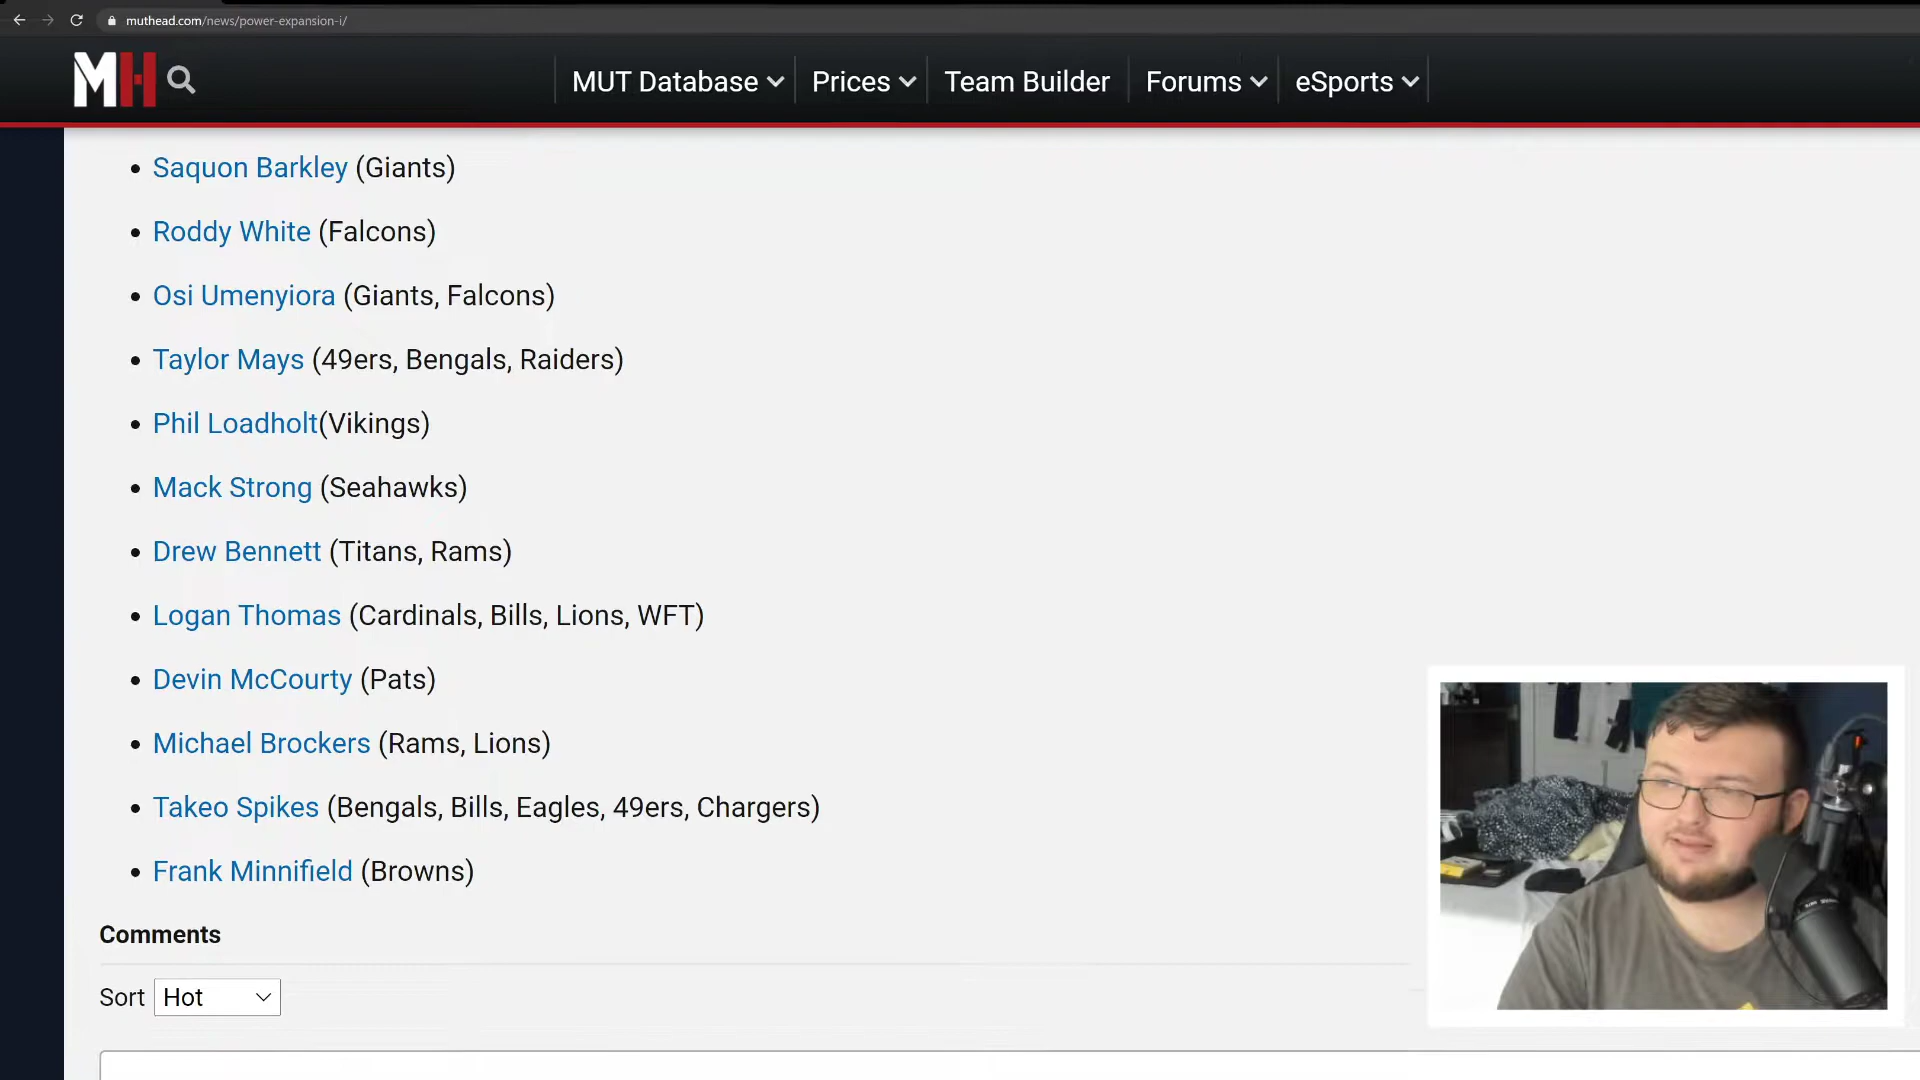 muthead.com/news/power-expansion-i/
MH
MUT Database
Prices
Team Builder
Forums
eSports
Saquon Barkley (Giants)
Roddy White (Falcons)
Osi Umenyiora (Giants, Falcons)
Taylor Mays (49ers, Bengals, Raiders)
Phil Loadholt(Vikings)
Mack Strong (Seahawks)
Drew Bennett (Titans, Rams)
Logan Thomas (Cardinals, Bills, Lions, WFT)
Devin McCourty (Pats)
Michael Brockers (Rams, Lions)
Takeo Spikes (Bengals, Bills, Eagles, 49ers, Chargers)
Frank Minnifield (Browns)
Comments
Sort Hot